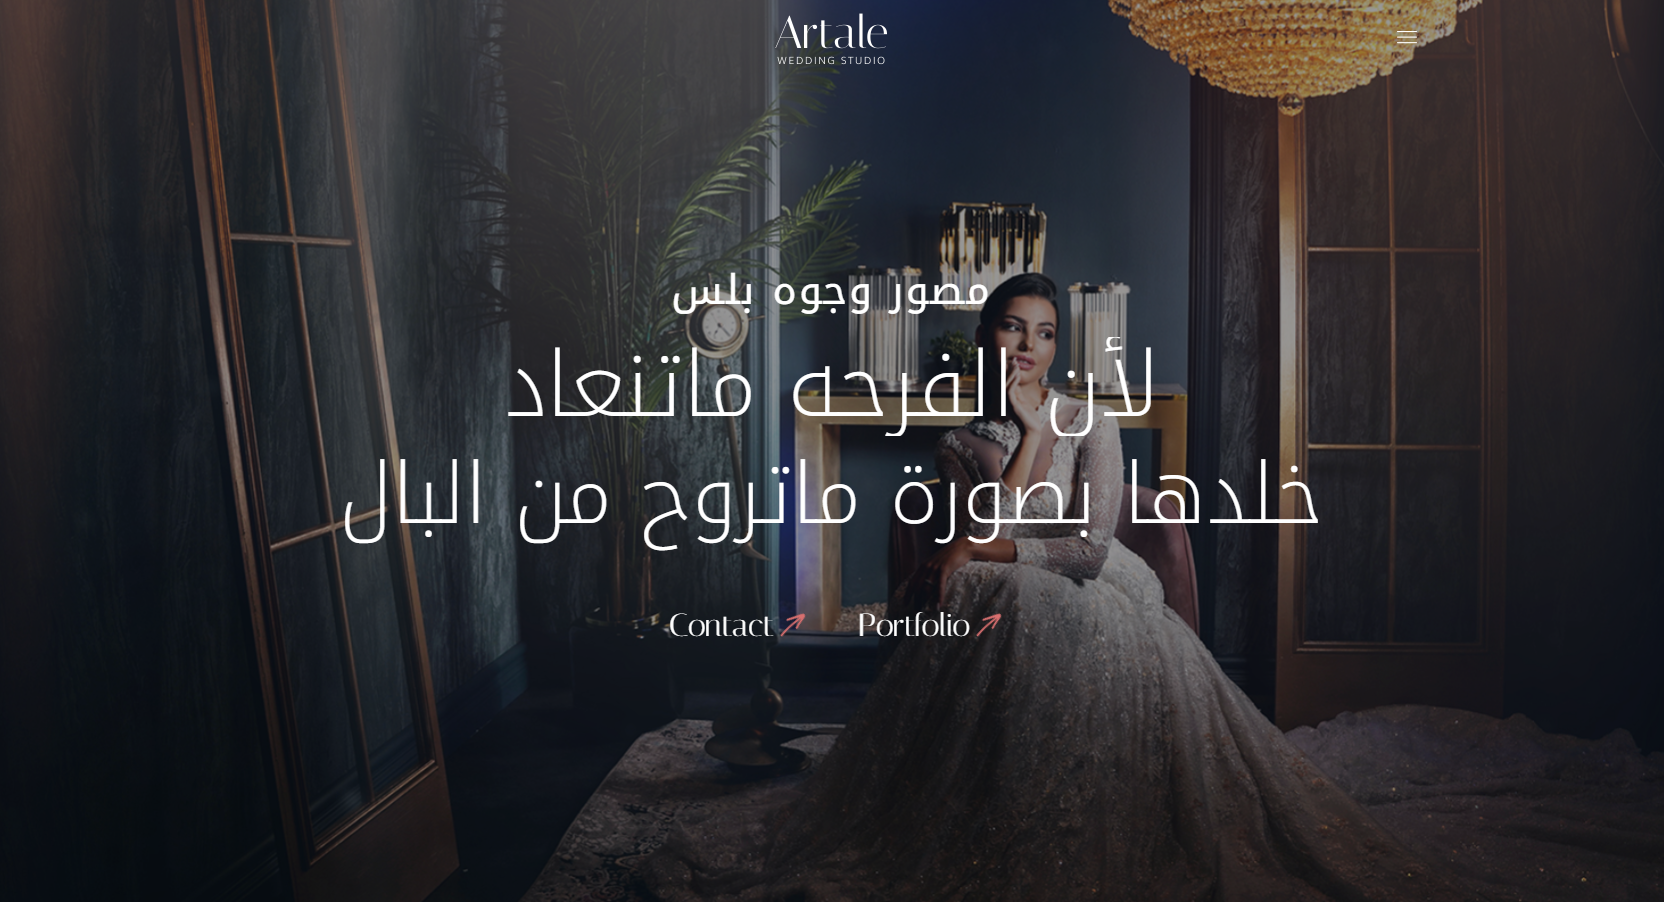 Artale
WEDDING STUDIO
مصور وجوه بلس
لأن الفرحه ماتنعاد
خلدها بصورة ماتروح من البال
Contact
Portfolio